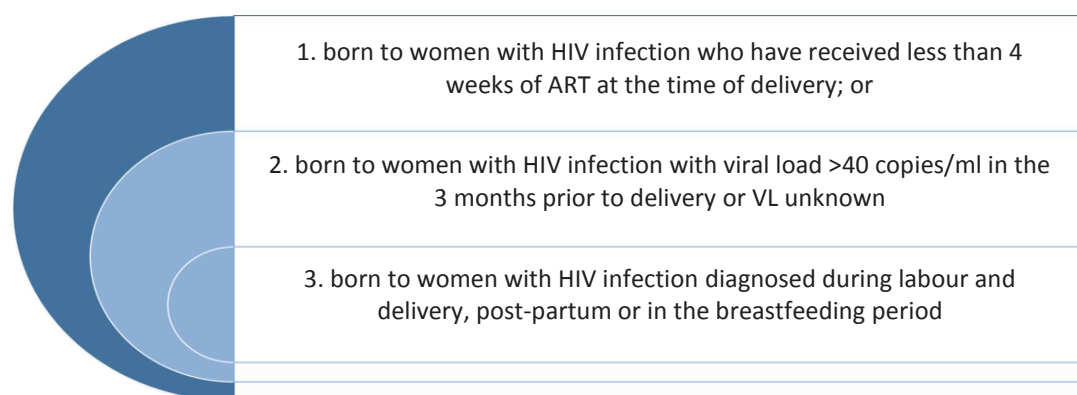 1. born to women with HIV infection who have received less than 4
weeks of ART at the time of delivery; or
2. born to women with HIV infection with viral load >40 copies/ml in the
3 months prior to delivery or VL unknown
3. born to women with HIV infection diagnosed during labour and
delivery, post-partum or in the breastfeeding period